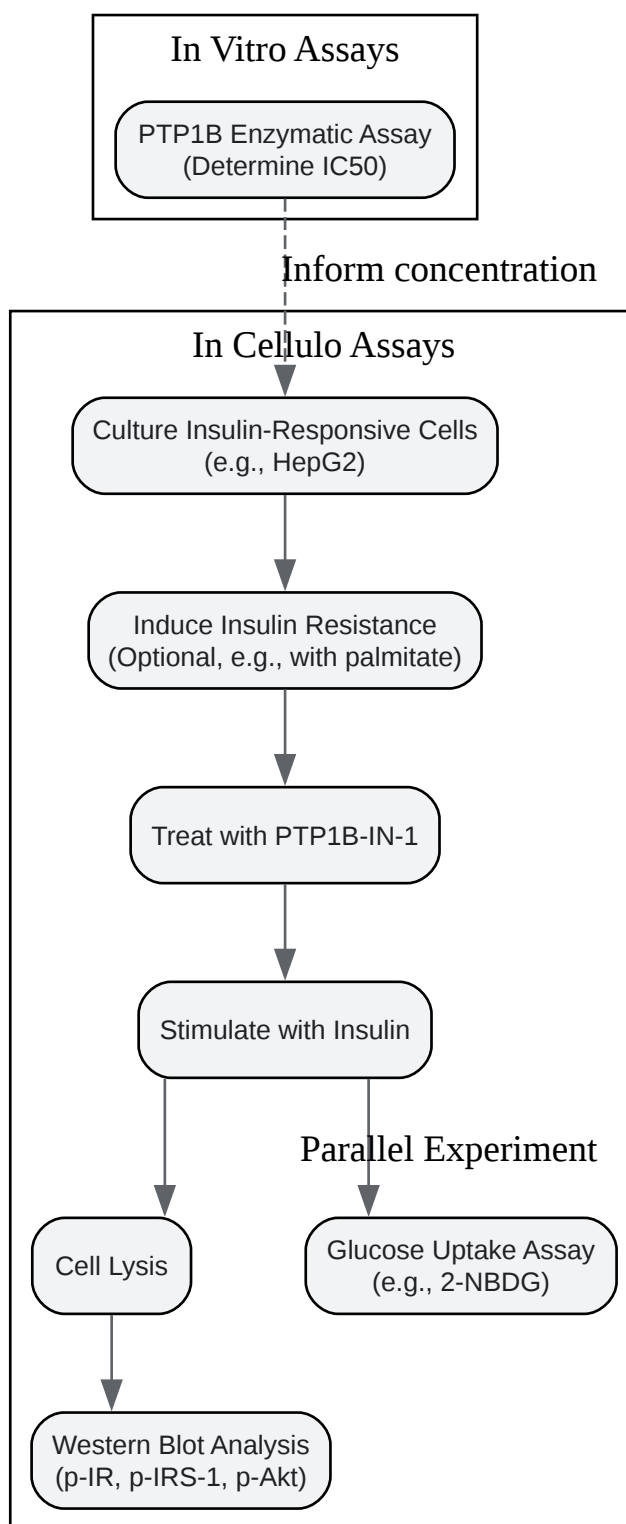 In Vitro Assays
PTP1B Enzymatic Assay
(Determine IC50)
Inform concentration
In Cellulo Assays
Culture Insulin-Responsive Cells
(e.g., HepG2)
Induce Insulin Resistance
(Optional, e.g., with palmitate)
Treat with PTP1B-IN-1
Stimulate with Insulin
Parallel Experiment
Cell Lysis
Glucose Uptake Assay
(e.g., 2-NBDG)
Western Blot Analysis
(p-IR, p-IRS-1, p-Akt)